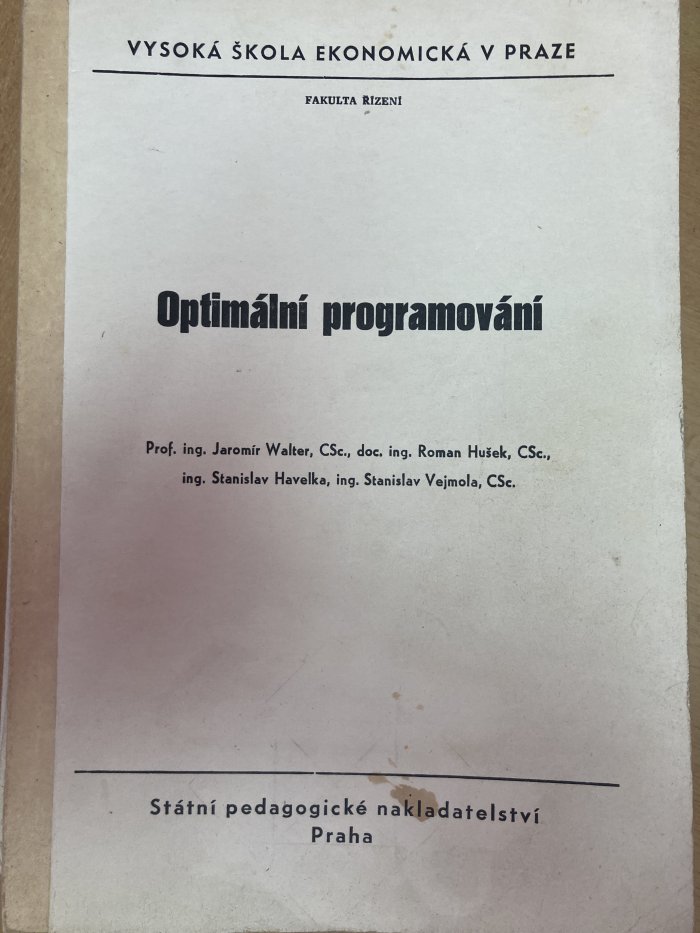 VYSOKÁ ŠKOLA EKONOMICKÁ V PRAZE
FAKULTA ŘÍZENÍ
Optimální programování
Prof. ing. Jaromír Walter, CSc., doc. ing. Roman Hušek, CSc.,
ing. Stanislav Havelka, ing. Stanislav Vejmola, CSc.
Státní pedagogické nakladatelství
Praha